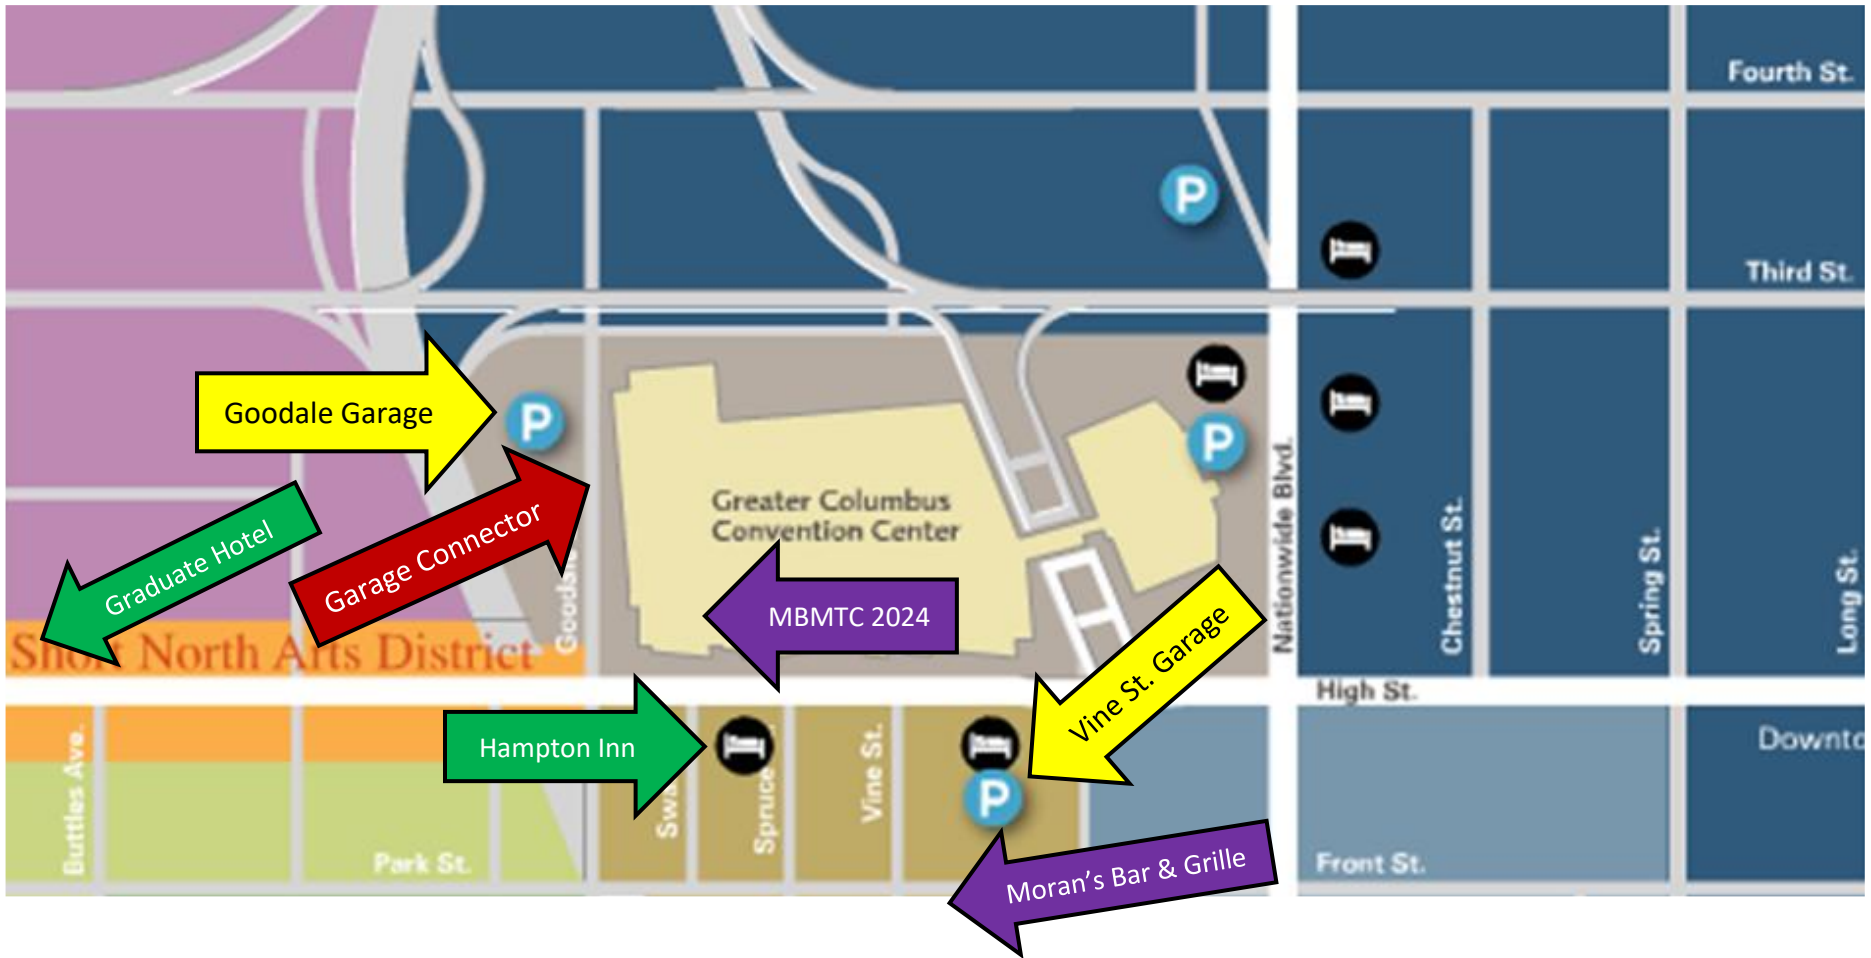 Fourth St.
P
Third St.
Goodale Garage
P
P
Greater Columbus
Convention Center
Graduate Hotel
Garage Connector
MBMTC 2024
Nationwide Blvd.
Chestnut St.
Spring St.
Long St.
Vine St. Garage
Short North Arts District
High St.
Hampton Inn
Buttles Ave.
Vine St.
P
Park St.
Moran’s Bar & Grille
Front St.
Spruce